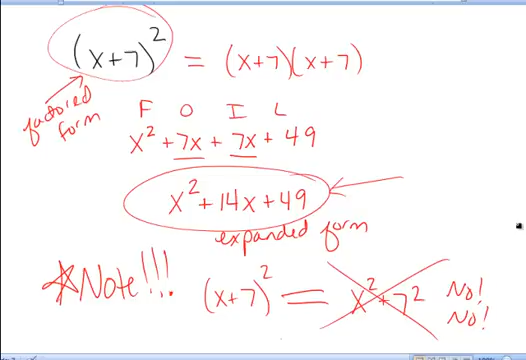 (x+7)² = (x+7)(x+7)
factored form
F O I L
x² + 7x + 7x + 49
x² + 14x + 49
expanded form
*Note!!! (x+7)² = x² + 7² No!
No!